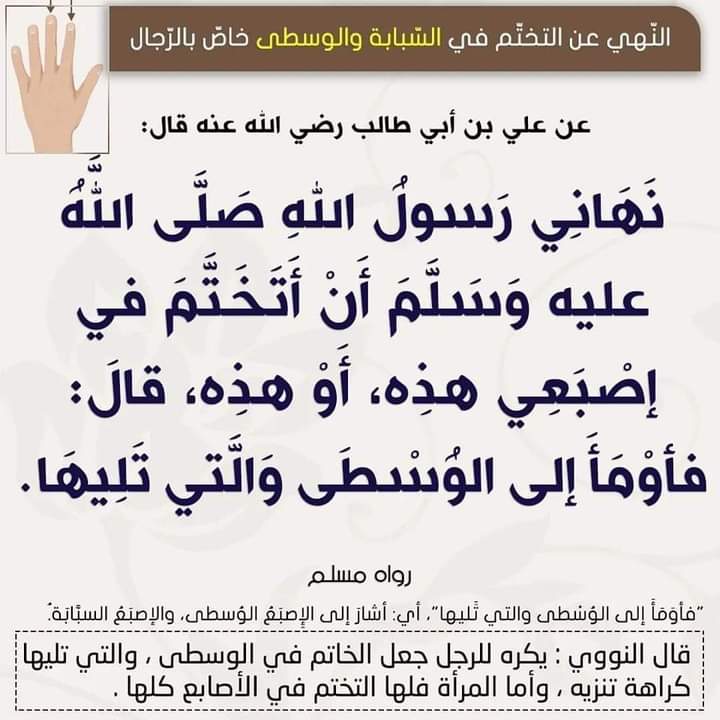 النّهي عن التختّم في السّبابة والوسطى خاصّ بالرّجال
عن علي بن أبي طالب رضي الله عنه قال:
نَهَانِي رَسولُ اللهِ صَلَّى اللَّهُ
عليه وَسَلَّمَ أَنْ أَتَخَتَّمَ في
إصْبَعِي هذِه، أَوْ هذِه، قالَ:
فأوْمَأَ إلى الوُسْطَى وَالَّتي تَلِيهَا.
رواه مسلم
"فأوَمَأَ إلى الوُسْطى والتي تَليها"، أي: أشارَ إلى الإصبَعُ الوُسطى، والإصبَعُ السبَّابَة.
قال النووي : يكره للرجل جعل الخاتم في الوسطى ، والتي تليها
كراهة تنزيه ، وأما المرأة فلها التختم في الأصابع كلها .